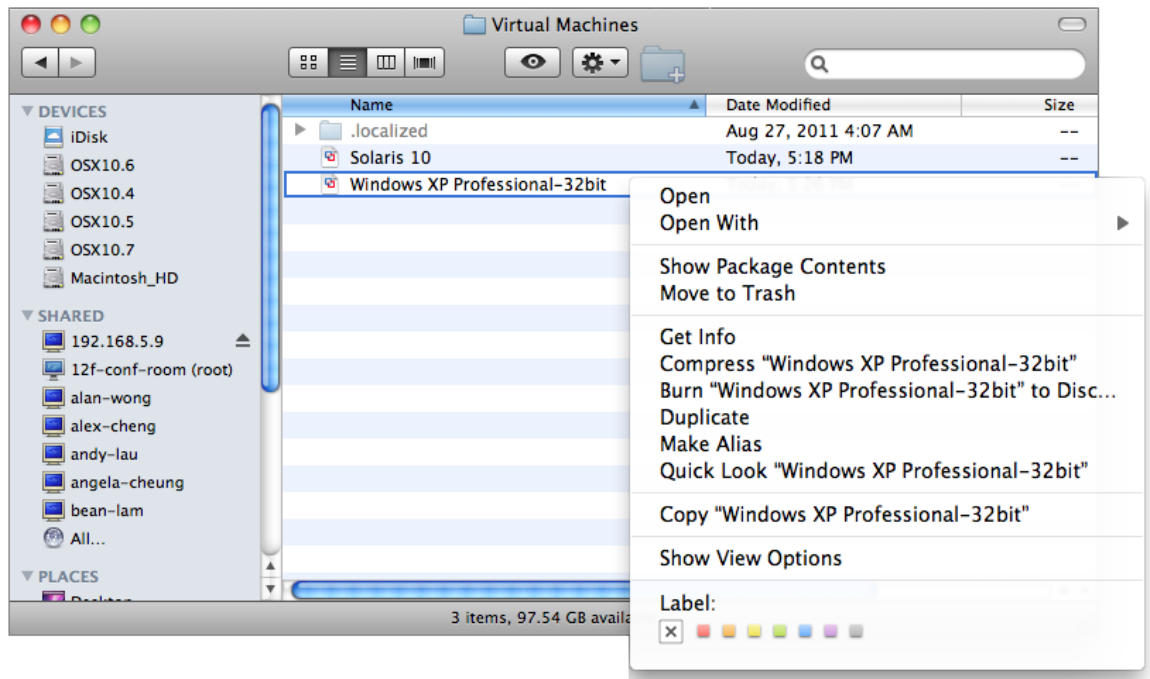 Virtual Machines
Name Date Modified Size
.localized Aug 27, 2011 4:07 AM --
Solaris 10 Today, 5:18 PM --
Windows XP Professional-32bit
DEVICES
iDisk
OSX10.6
OSX10.4
OSX10.5
OSX10.7
Macintosh_HD
SHARED
192.168.5.9
12f-conf-room (root)
alan-wong
alex-cheng
andy-lau
angela-cheung
bean-lam
All...
PLACES
Desktop
3 items, 97.54 GB availa
Open
Open With
Show Package Contents
Move to Trash
Get Info
Compress “Windows XP Professional-32bit”
Burn “Windows XP Professional-32bit” to Disc...
Duplicate
Make Alias
Quick Look “Windows XP Professional-32bit”
Copy “Windows XP Professional-32bit”
Show View Options
Label: